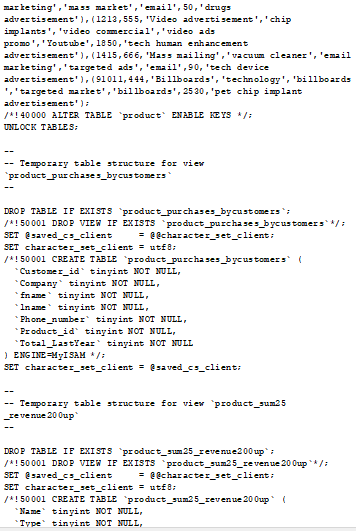 marketing','mass market','email',50,'drugs
advertisement'),(1213,555,'Video advertisement','chip
implants','video commercial','video ads
promo','Youtube',1850,'tech human enhancement
advertisement'),(1415,666,'Mass mailing','vacuum cleaner','email
marketing','targeted ads','email',90,'tech device
advertisement'),(91011,444,'Billboards','technology','billboards
','targeted market','billboards',2530,'pet chip implant
advertisement');
/*!40000 ALTER TABLE `product` ENABLE KEYS */;
UNLOCK TABLES;
--
-- Temporary table structure for view
`product_purchases_bycustomers`
--
DROP TABLE IF EXISTS `product_purchases_bycustomers`;
/*!50001 DROP VIEW IF EXISTS `product_purchases_bycustomers`*/;
SET @saved_cs_client     = @@character_set_client;
SET character_set_client = utf8;
/*!50001 CREATE TABLE `product_purchases_bycustomers` (
  `Customer_id` tinyint NOT NULL,
  `Company` tinyint NOT NULL,
  `fname` tinyint NOT NULL,
  `lname` tinyint NOT NULL,
  `Phone_number` tinyint NOT NULL,
  `Product_id` tinyint NOT NULL,
  `Total_LastYear` tinyint NOT NULL
) ENGINE=MyISAM */;
SET character_set_client = @saved_cs_client;
--
-- Temporary table structure for view `product_sum25
_revenue200up`
--
DROP TABLE IF EXISTS `product_sum25_revenue200up`;
/*!50001 DROP VIEW IF EXISTS `product_sum25_revenue200up`*/;
SET @saved_cs_client     = @@character_set_client;
SET character_set_client = utf8;
/*!50001 CREATE TABLE `product_sum25_revenue200up` (
  `Name` tinyint NOT NULL,
  `Type` tinyint NOT NULL,